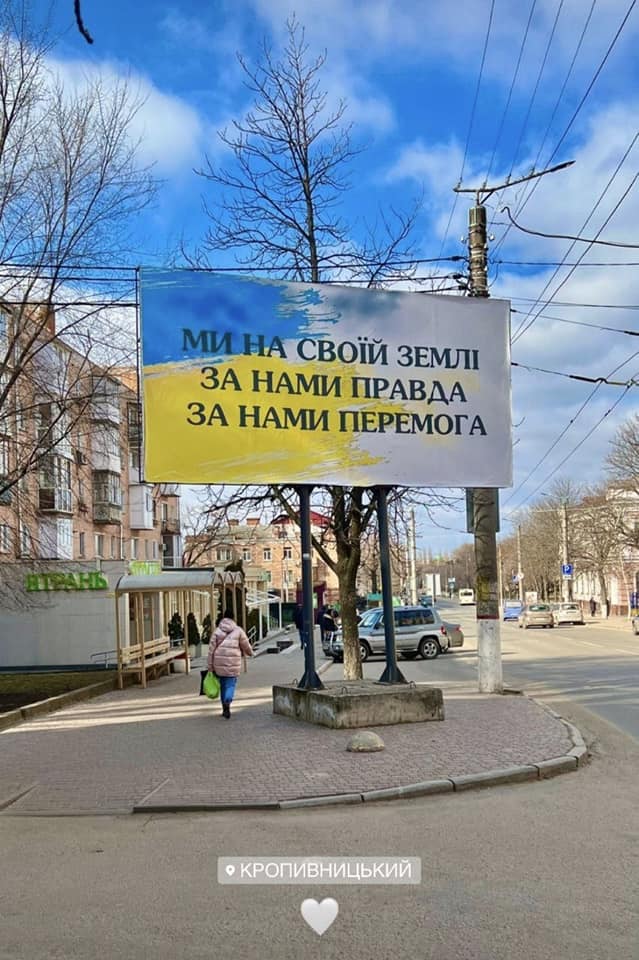 МИ НА СВОЇЙ ЗЕМЛІ
ЗА НАМИ ПРАВДА
ЗА НАМИ ПЕРЕМОГА
КРОПИВНИЦЬКИЙ